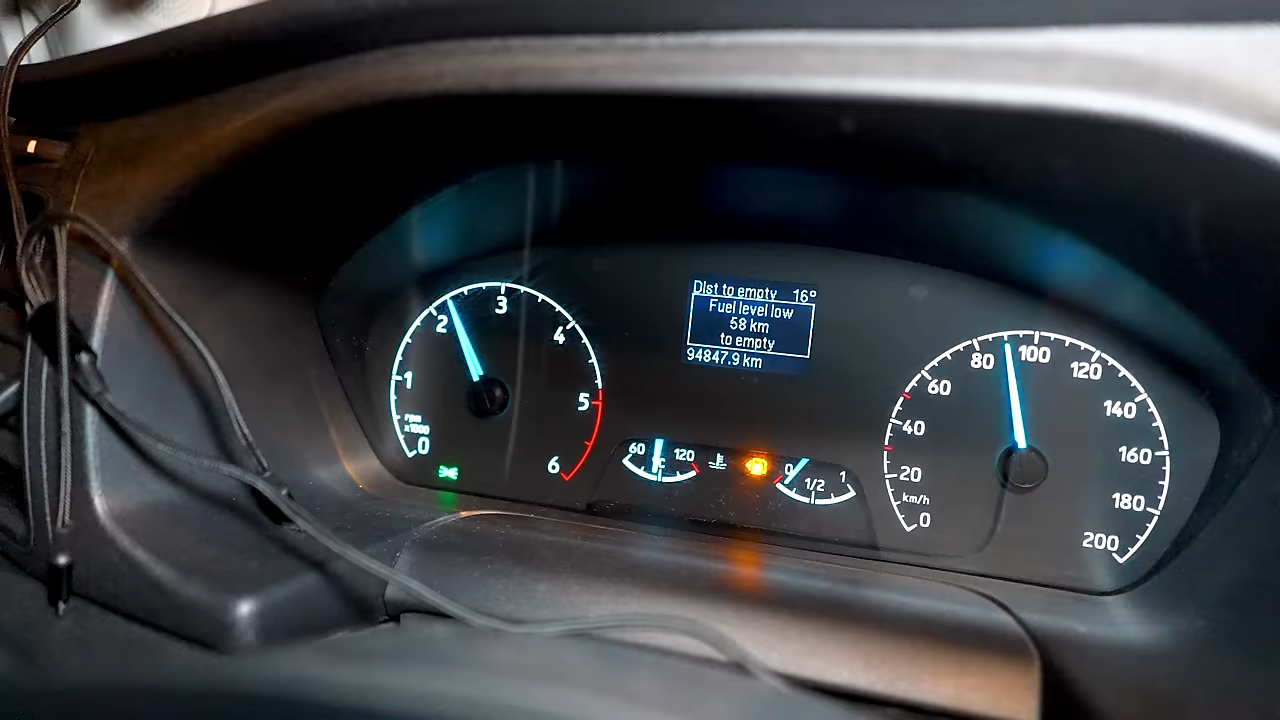 Dist to empty 16°
Fuel level low
58 km
to empty
94847.9 km
0
1
2
3
4
5
6
rpm
x1000
60
°C
120
0
1/2
1
0
20
40
60
80
100
120
140
160
180
200
km/h